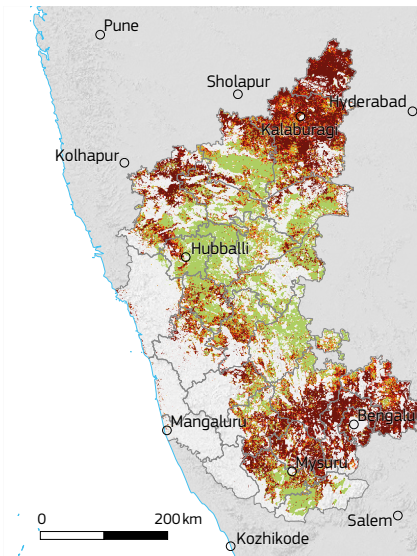 Pune
Sholapur
Hyderabad
Kalaburagi
Kolhapur
Hubballi
Mangaluru
Bengalu
Mysuru
0 200 km
Salem
Kozhikode